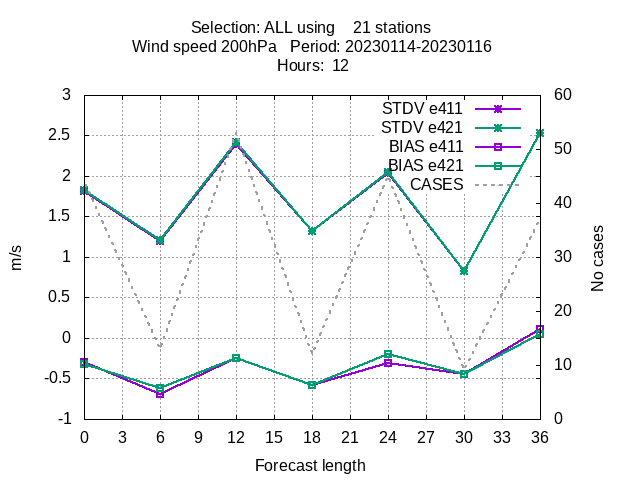 Selection: ALL using    21 stations
Wind speed 200hPa   Period: 20230114-20230116
Hours:  12
3
2.5
2
1.5
1
0.5
0
-0.5
-1
m/s
STDV e411
STDV e421
BIAS e411
BIAS e421
CASES
60
50
40
30
20
10
0
No cases
0 3 6 9 12 15 18 21 24 27 30 33 36
Forecast length